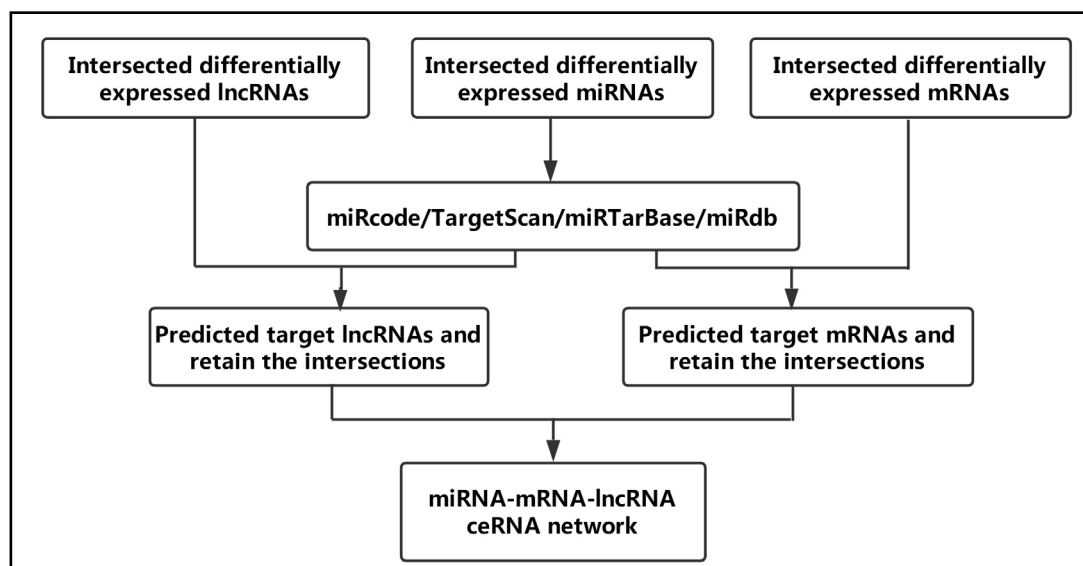 Intersected differentially
expressed lncRNAs
Intersected differentially
expressed miRNAs
Intersected differentially
expressed mRNAs
miRcode/TargetScan/miRTarBase/miRdb
Predicted target lncRNAs and
retain the intersections
Predicted target mRNAs and
retain the intersections
miRNA-mRNA-lncRNA
ceRNA network